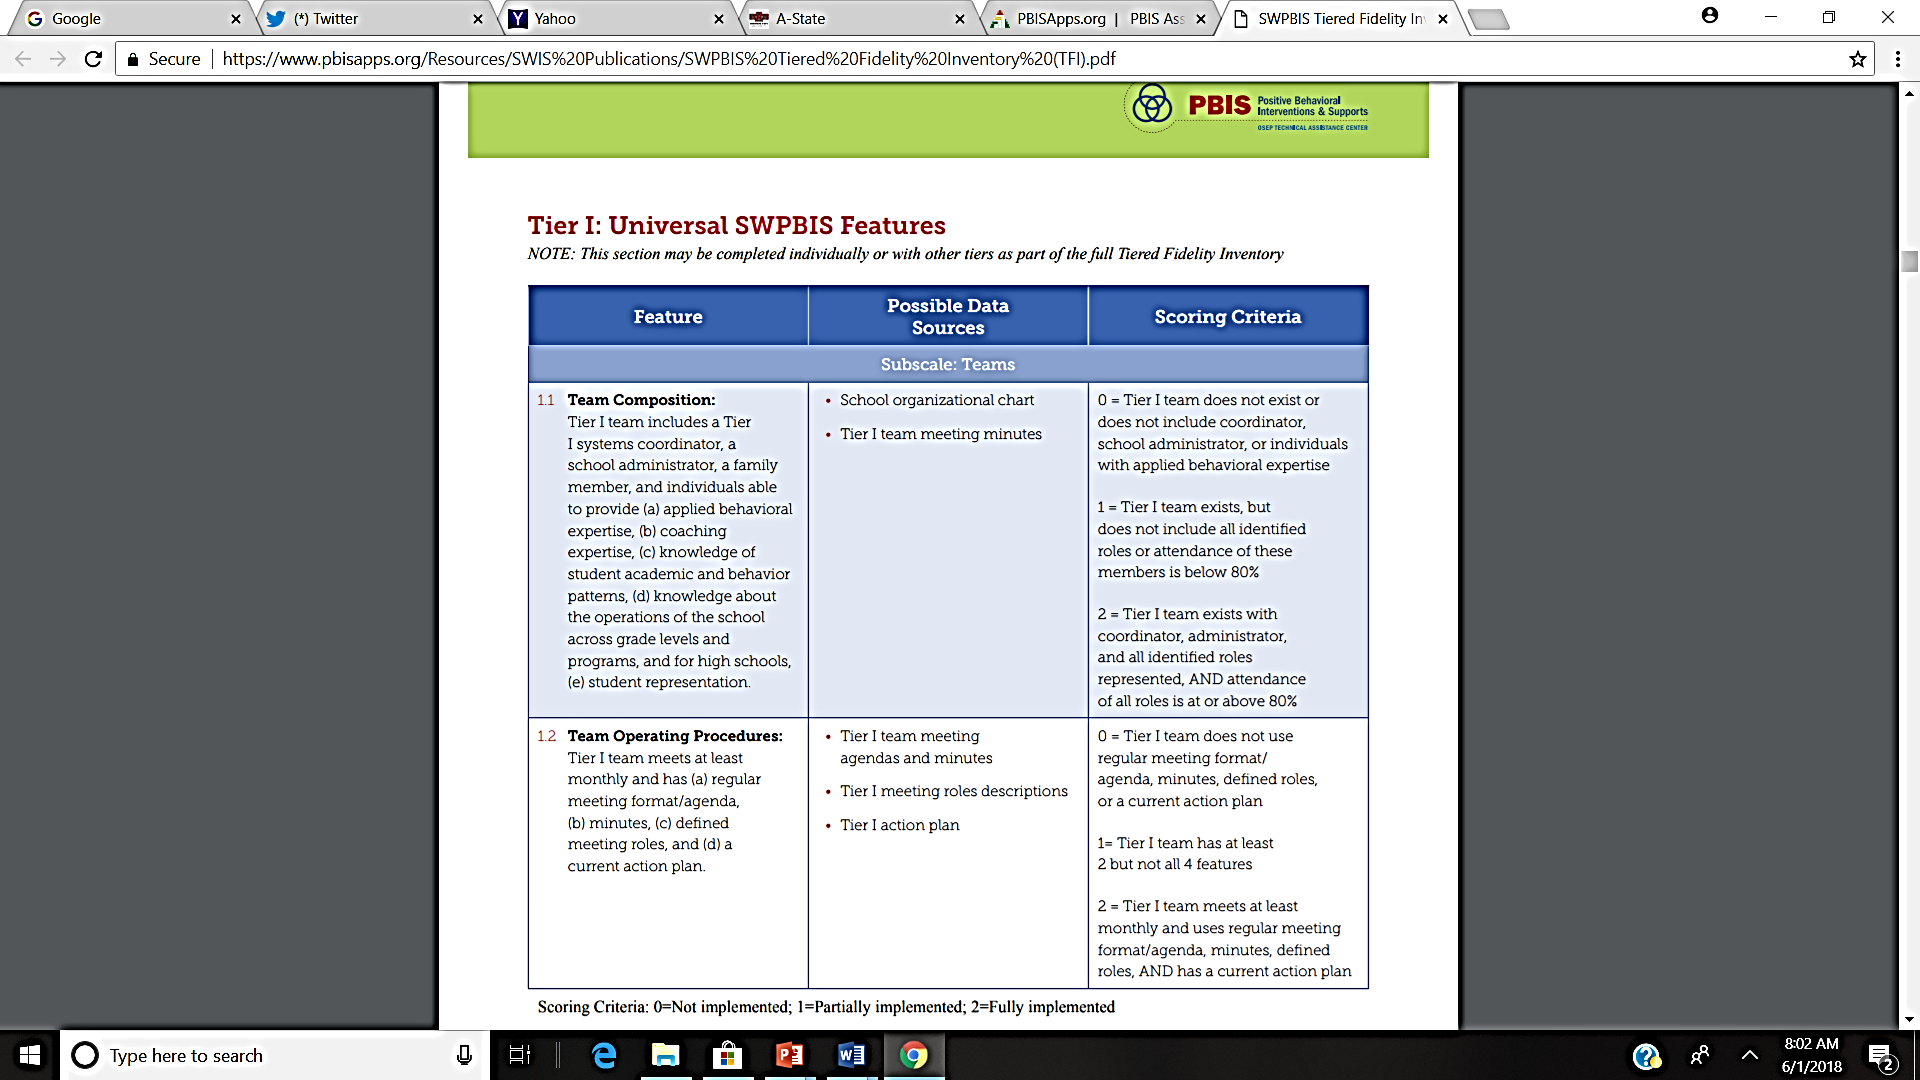 Google
(*) Twitter
Yahoo
A-State
PBISApps.org | PBIS Ass
SWPBIS Tiered Fidelity In
Secure
https://www.pbisapps.org/Resources/SWIS%20Publications/SWPBIS%20Tiered%20Fidelity%20Inventory%20(TFI).pdf
PBIS
Positive Behavioral
Interventions & Supports
OSEP TECHNICAL ASSISTANCE CENTER
Tier I: Universal SWPBIS Features
NOTE: This section may be completed individually or with other tiers as part of the full Tiered Fidelity Inventory
Feature
Possible Data
Sources
Scoring Criteria
Subscale: Teams
1.1 Team Composition:
Tier I team includes a Tier
I systems coordinator, a
school administrator, a family
member, and individuals able
to provide (a) applied behavioral
expertise, (b) coaching
expertise, (c) knowledge of
student academic and behavior
patterns, (d) knowledge about
the operations of the school
across grade levels and
programs, and for high schools,
(e) student representation.
• School organizational chart
• Tier I team meeting minutes
0 = Tier I team does not exist or
does not include coordinator,
school administrator, or individuals
with applied behavioral expertise
1 = Tier I team exists, but
does not include all identified
roles or attendance of these
members is below 80%
2 = Tier I team exists with
coordinator, administrator,
and all identified roles
represented, AND attendance
of all roles is at or above 80%
1.2 Team Operating Procedures:
Tier I team meets at least
monthly and has (a) regular
meeting format/agenda,
(b) minutes, (c) defined
meeting roles, and (d) a
current action plan.
• Tier I team meeting
agendas and minutes
• Tier I meeting roles descriptions
• Tier I action plan
0 = Tier I team does not use
regular meeting format/
agenda, minutes, defined roles,
or a current action plan
1= Tier I team has at least
2 but not all 4 features
2 = Tier I team meets at least
monthly and uses regular meeting
format/agenda, minutes, defined
roles, AND has a current action plan
Scoring Criteria: 0=Not implemented; 1=Partially implemented; 2=Fully implemented
Type here to search
8:02 AM
6/1/2018
2